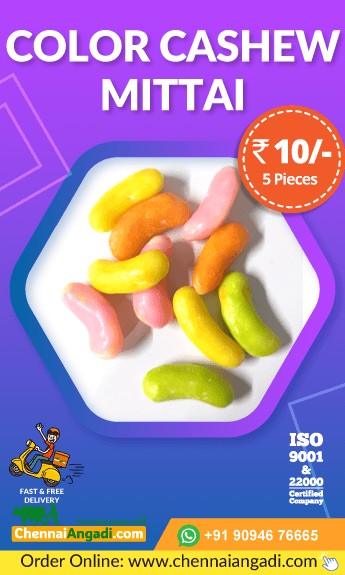 COLOR CASHEW
MITTAI
₹ 10/-
5 Pieces
ISO
9001
&
22000
Certified
Company
FAST & FREE
DELIVERY
ChennaiAngadi.com
+91 90946 76665
Order Online: www.chennaiangadi.com